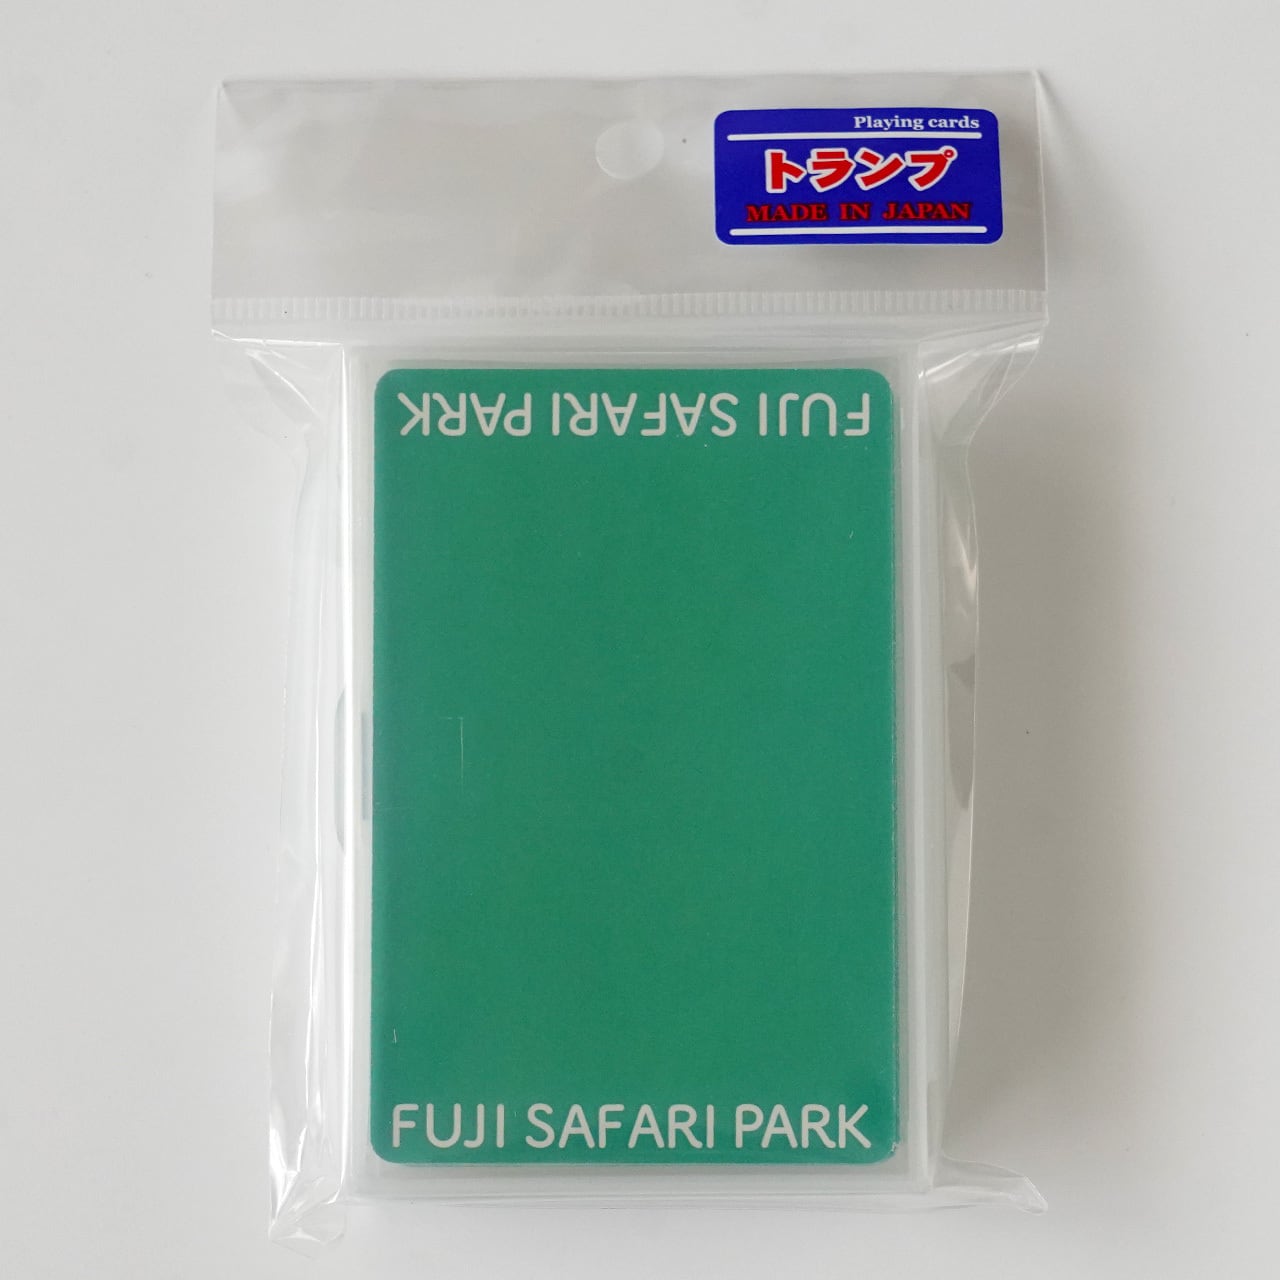 Playing cards
トランプ
MADE IN JAPAN
FUJI SAFARI PARK
FUJI SAFARI PARK